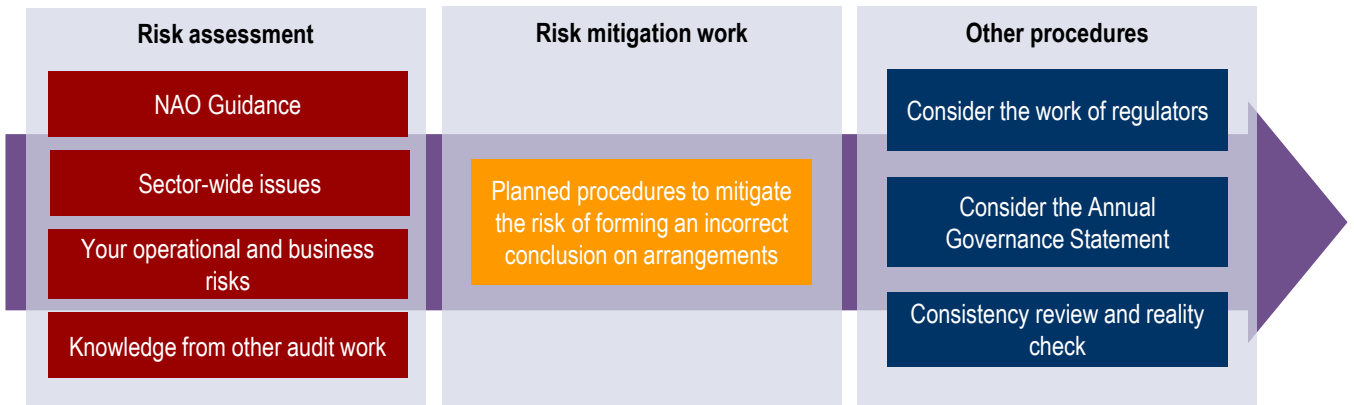 Risk assessment
NAO Guidance
Sector-wide issues
Your operational and business
risks
Knowledge from other audit work
Risk mitigation work
Planned procedures to mitigate
the risk of forming an incorrect
conclusion on arrangements
Other procedures
Consider the work of regulators
Consider the Annual
Governance Statement
Consistency review and reality
check